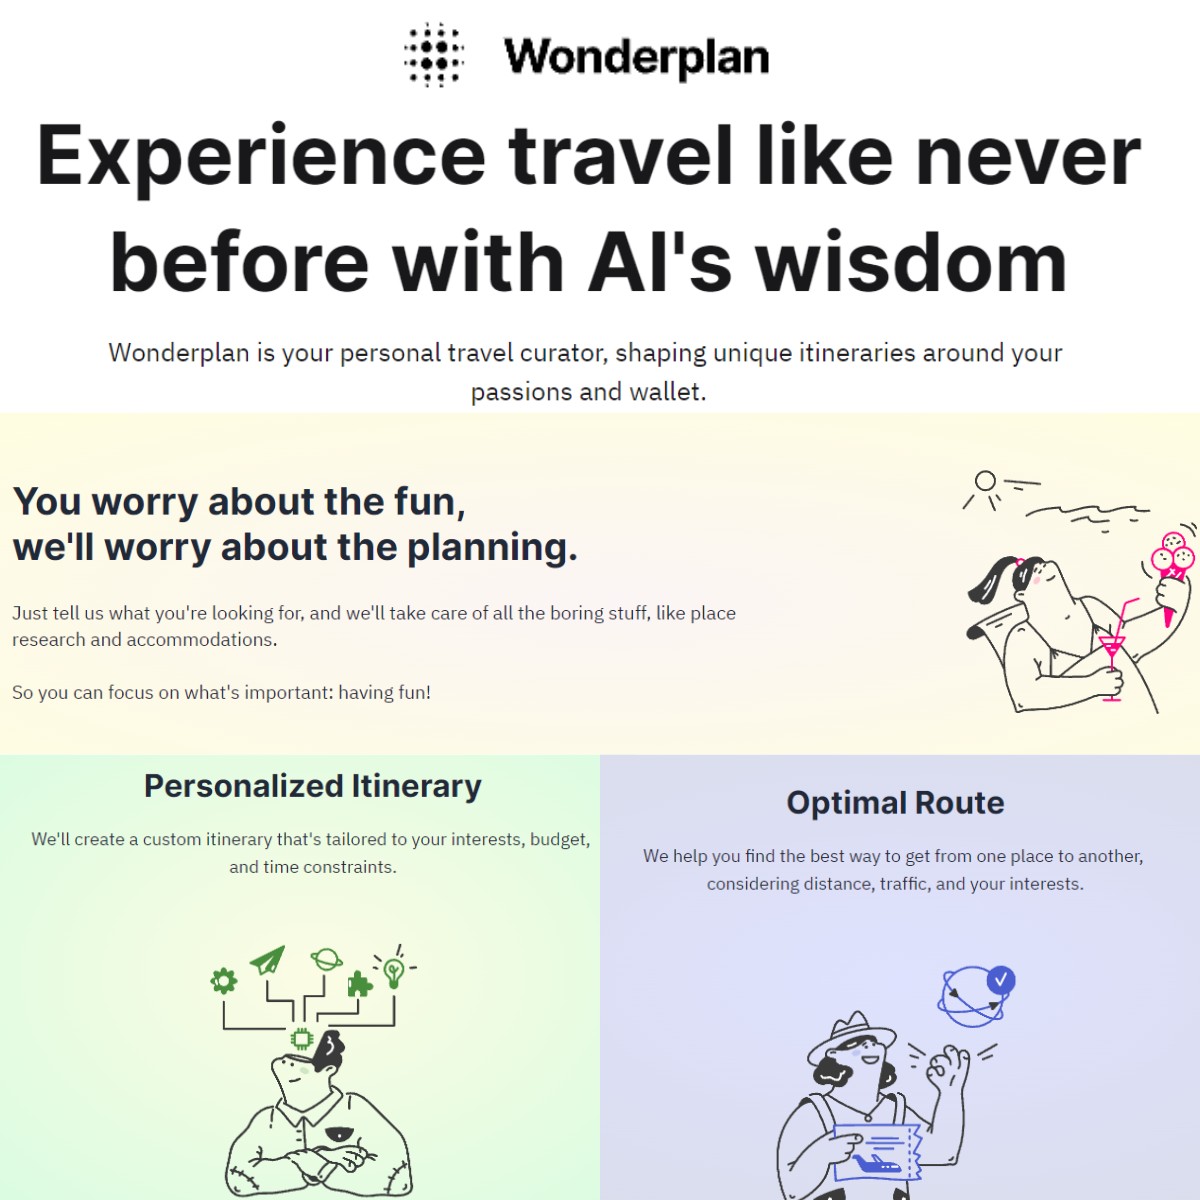 Wonderplan
Experience travel like never
before with AI's wisdom
Wonderplan is your personal travel curator, shaping unique itineraries around your
passions and wallet.
You worry about the fun,
we'll worry about the planning.
Just tell us what you're looking for, and we'll take care of all the boring stuff, like place
research and accommodations.
So you can focus on what's important: having fun!
Personalized Itinerary
We'll create a custom itinerary that's tailored to your interests, budget,
and time constraints.
Optimal Route
We help you find the best way to get from one place to another,
considering distance, traffic, and your interests.